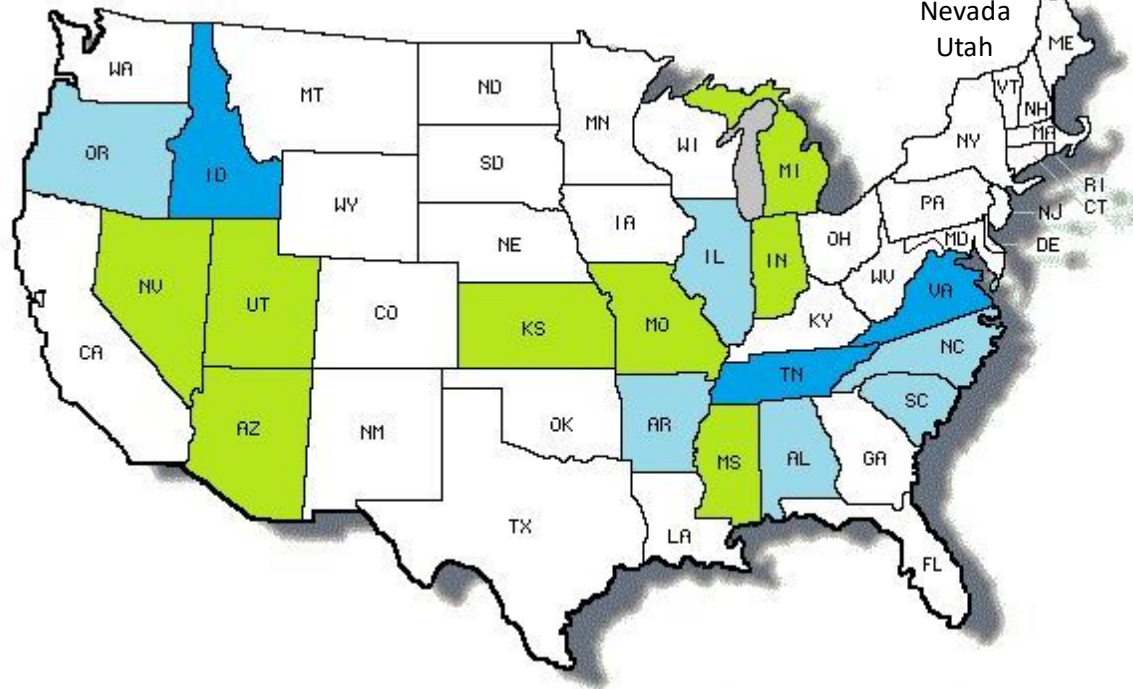 Nevada
Utah
ME
WA
VT
MT
ND
NH
MN
MA
NY
OR
WI
SD
ID
MI
RI
WY
PA
NJ
CT
IA
OH
MD
DE
NE
IL
IN
WV
NV
VA
UT
CO
KS
MO
KY
NC
CA
TN
SC
AZ
NM
OK
AR
MS
AL
GA
TX
LA
FL